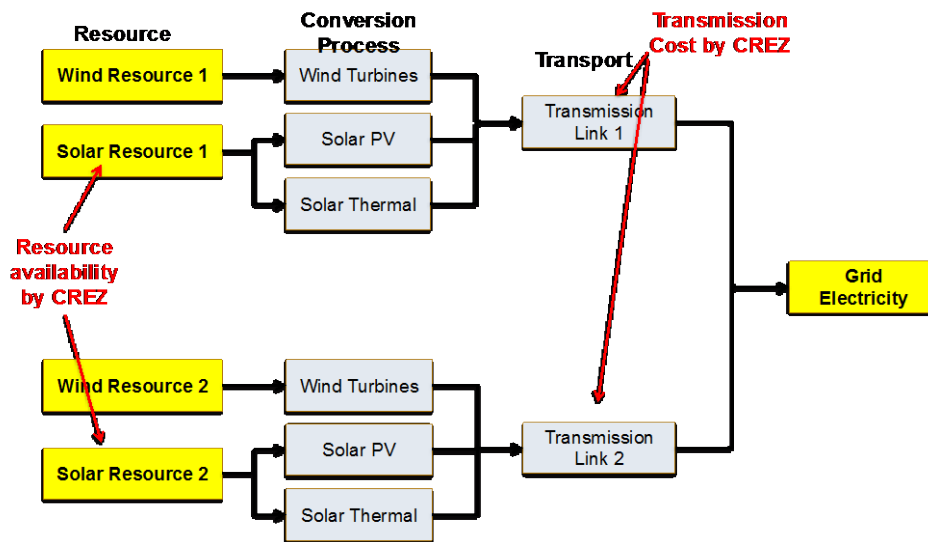 Resource
Conversion
Process
Transport
Transmission
Cost by CREZ
Wind Resource 1
Wind Turbines
Solar Resource 1
Solar PV
Solar Thermal
Transmission
Link 1
Resource
availability
by CREZ
Grid
Electricity
Wind Resource 2
Wind Turbines
Solar Resource 2
Solar PV
Solar Thermal
Transmission
Link 2